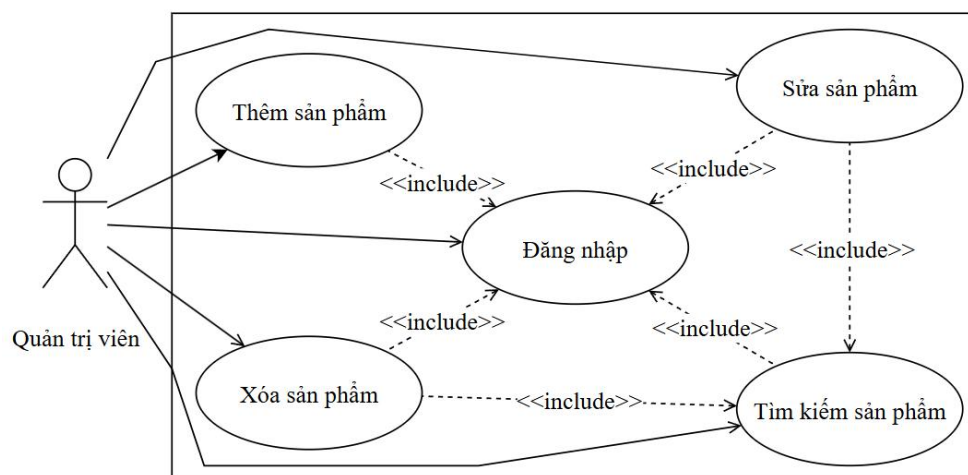 Thêm sản phẩm
Sửa sản phẩm
<<include>>
<<include>>
Đăng nhập
<<include>>
Quản trị viên
<<include>>
<<include>>
Xóa sản phẩm
<<include>>
Tìm kiếm sản phẩm